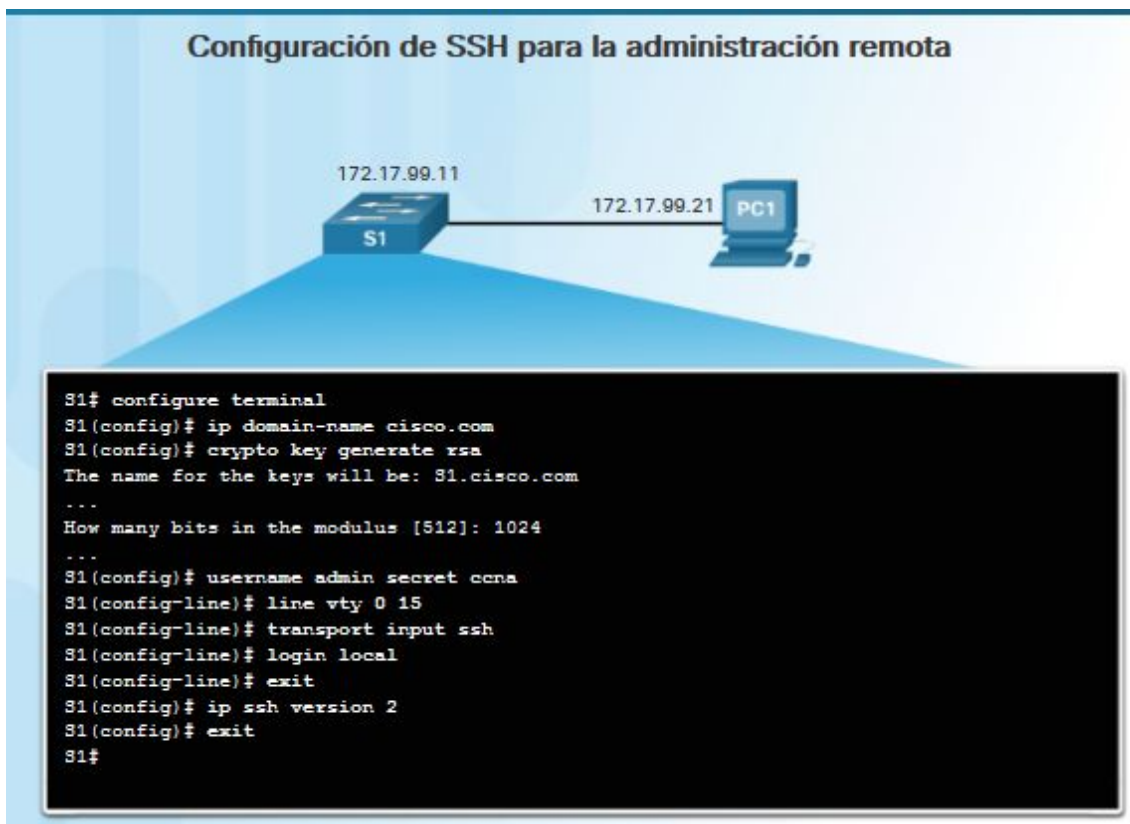 Configuración de SSH para la administración remota
172.17.99.11
172.17.99.21
PC1
S1
S1# configure terminal
S1(config)# ip domain-name cisco.com
S1(config)# crypto key generate rsa
The name for the keys will be: S1.cisco.com
...
How many bits in the modulus [512]: 1024
...
S1(config)# username admin secret ccna
S1(config-line)# line vty 0 15
S1(config-line)# transport input ssh
S1(config-line)# login local
S1(config-line)# exit
S1(config)# ip ssh version 2
S1(config)# exit
S1#